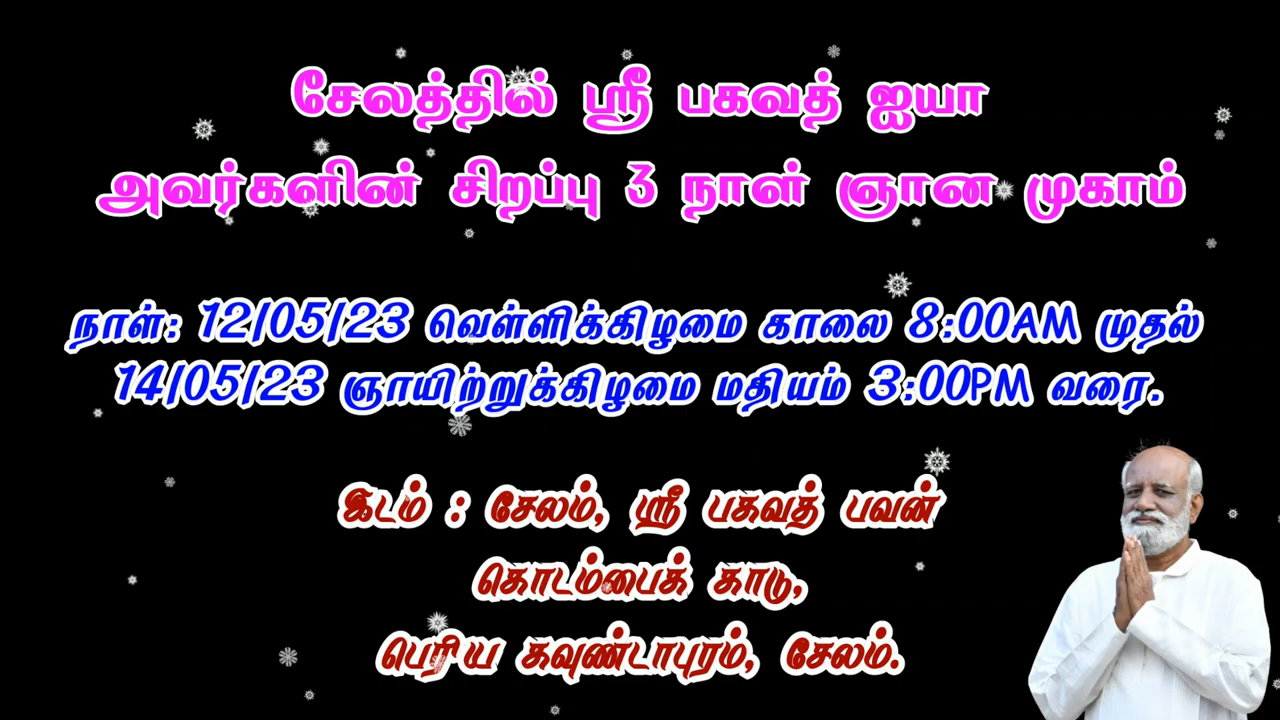 சேலத்தில் ஸ்ரீ பகவத் ஐயா
அவர்களின் சிறப்பு 3 நாள் ஞான முகாம்
நாள்: 12/05/23 வெள்ளிக்கிழமை காலை 8:00AM முதல்
14/05/23 ஞாயிற்றுக்கிழமை மதியம் 3:00PM வரை.
இடம் : சேலம், ஸ்ரீ பகவத் பவன்
கொடம்பைக் காடு,
பெரிய கவுண்டாபுரம், சேலம்.